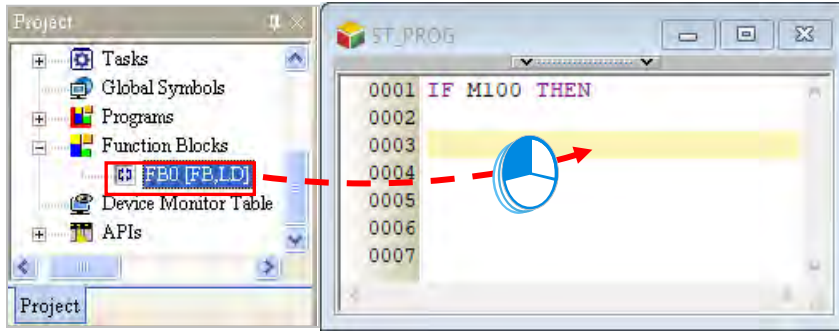 Project
Tasks
Global Symbols
Programs
Function Blocks
FB0 [FB,LD]
Device Monitor Table
APIs
Project
ST_PROG
0001 IF M100 THEN
0002
0003
0004
0005
0006
0007